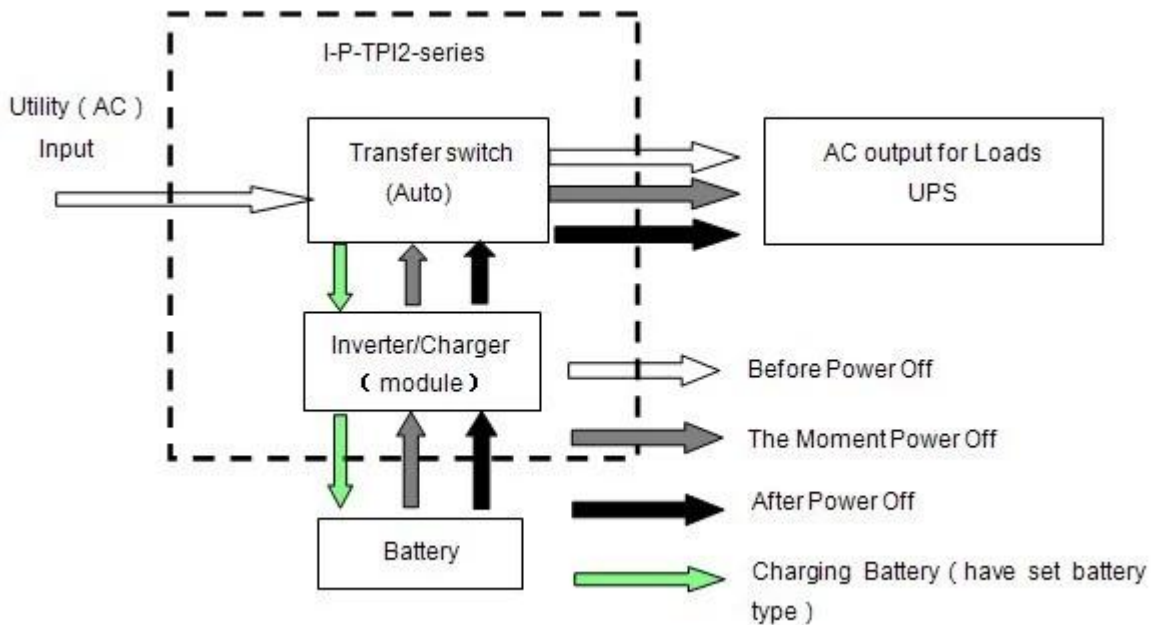 I-P-TPI2-series
Utility ( AC )
Input
Transfer switch
(Auto)
AC output for Loads
UPS
Inverter/Charger
( module )
Before Power Off
The Moment Power Off
After Power Off
Battery
Charging Battery ( have set battery
type )